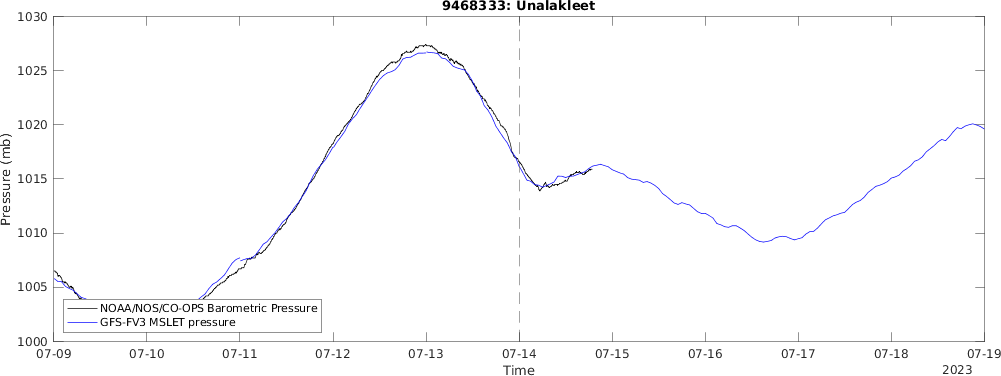 9468333: Unalakleet
1030
1025
1020
1015
1010
1005
1000
Pressure (mb)
NOAA/NOS/CO-OPS Barometric Pressure
GFS-FV3 MSLET pressure
07-09 07-10 07-11 07-12 07-13 07-14 07-15 07-16 07-17 07-18 07-19
Time
2023